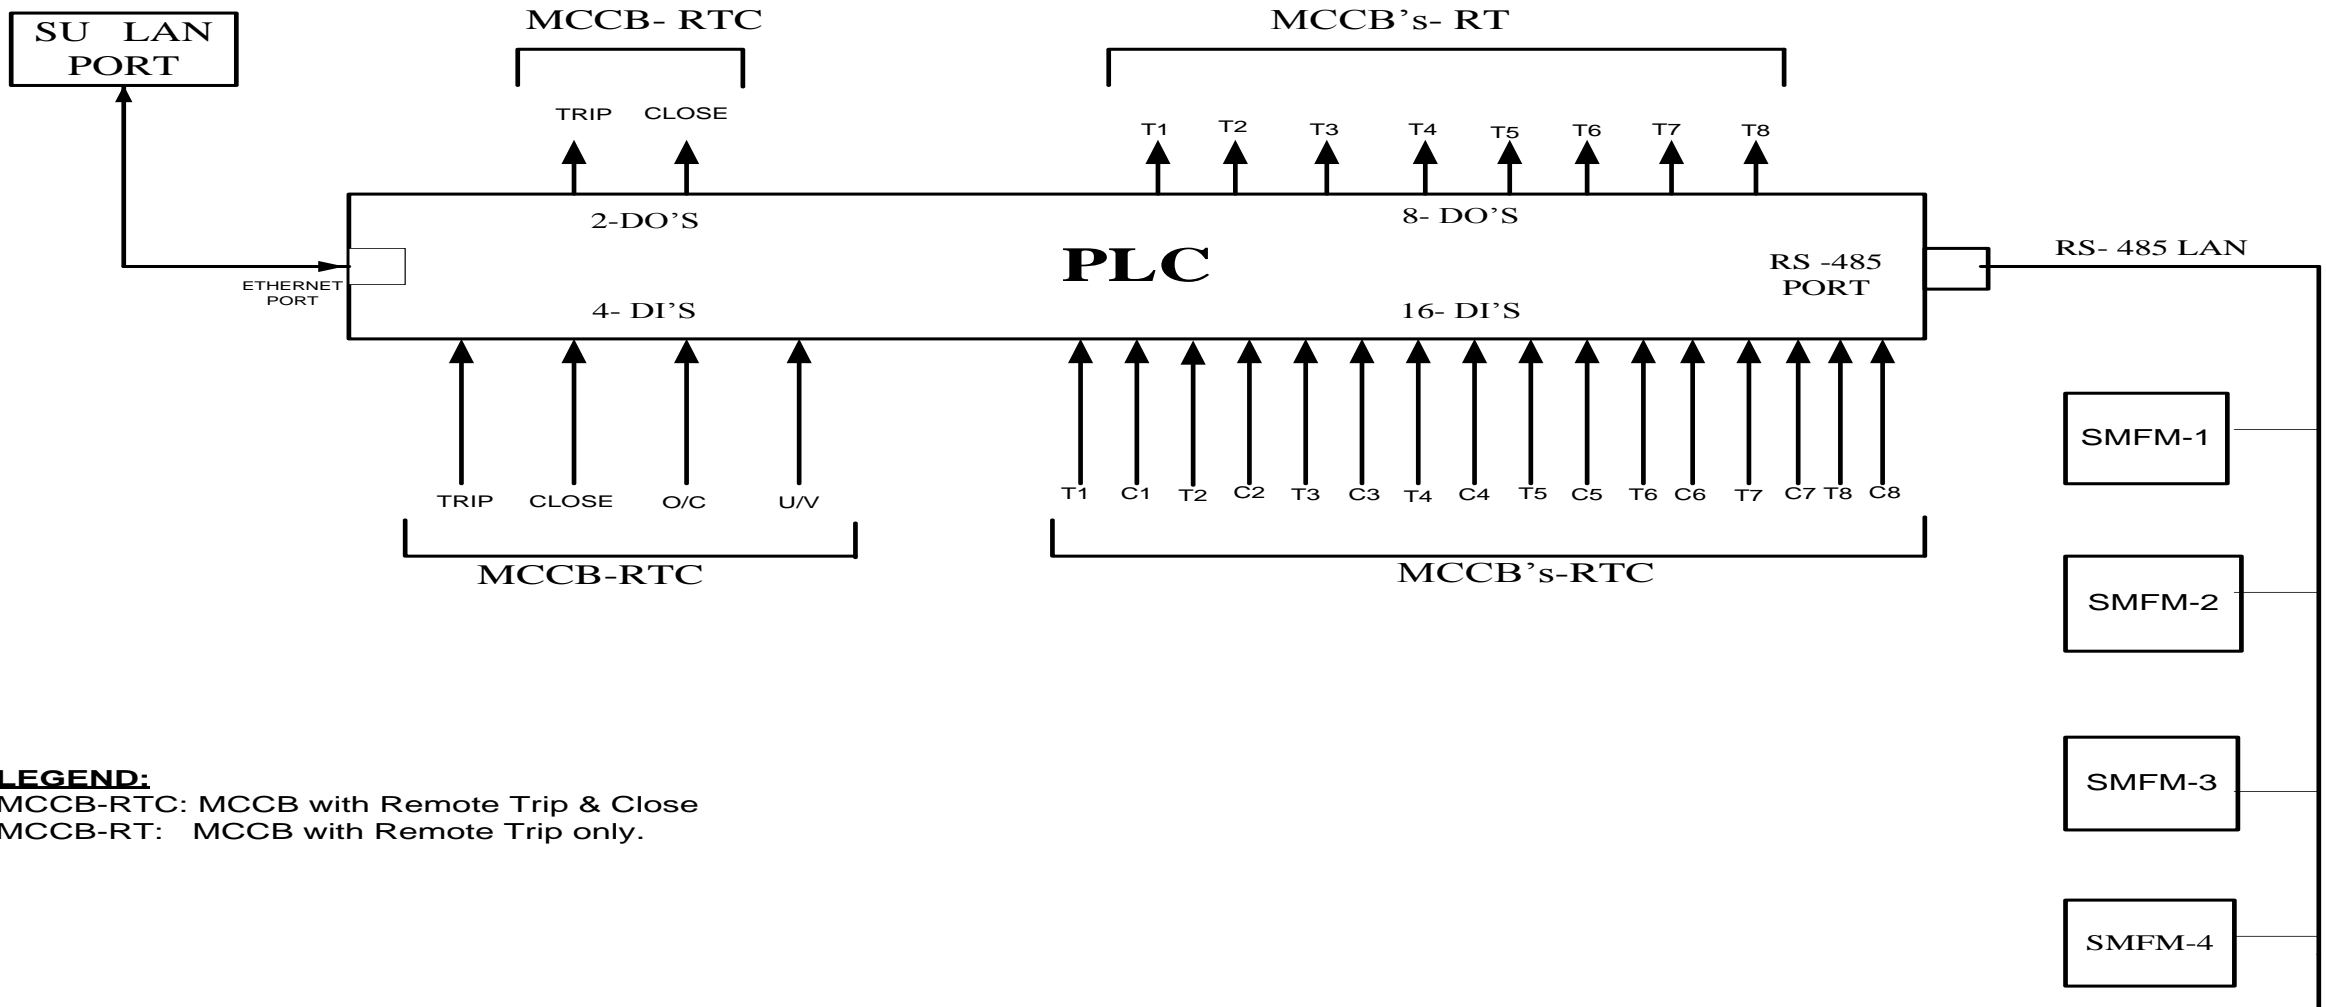 SU LAN
PORT
MCCB- RTC
MCCB’s- RT
TRIP CLOSE
T1 T2 T3 T4 T5 T6 T7 T8
2-DO’S
8- DO’S
PLC
RS -485
PORT
RS- 485 LAN
ETHERNET
PORT
4- DI’S
16- DI’S
TRIP CLOSE O/C U/V
T1 C1 T2 C2 T3 C3 T4 C4 T5 C5 T6 C6 T7 C7 T8 C8
MCCB-RTC
MCCB’s-RTC
SMFM-1
SMFM-2
SMFM-3
SMFM-4
LEGEND:
MCCB-RTC: MCCB with Remote Trip & Close
MCCB-RT: MCCB with Remote Trip only.